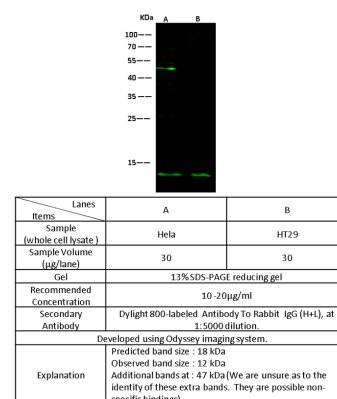 KDa A B
100
70
55
40
35
25
15
Lanes
Items
A
B
Sample
(whole cell lysate )
Hela
HT29
Sample Volume
(μg/lane)
30
30
Gel
13%SDS-PAGE reducing gel
Recommended
Concentration
10 -20μg/ml
Secondary
Antibody
Dylight 800-labeled Antibody To Rabbit IgG (H+L), at
1:5000 dilution.
Developed using Odyssey imaging system.
Explanation
Predicted band size : 18 kDa
Observed band size : 12 kDa
Additional bands at : 47 kDa(We are unsure as to the
identity of these extra bands. They are possible non-
specific bindings)